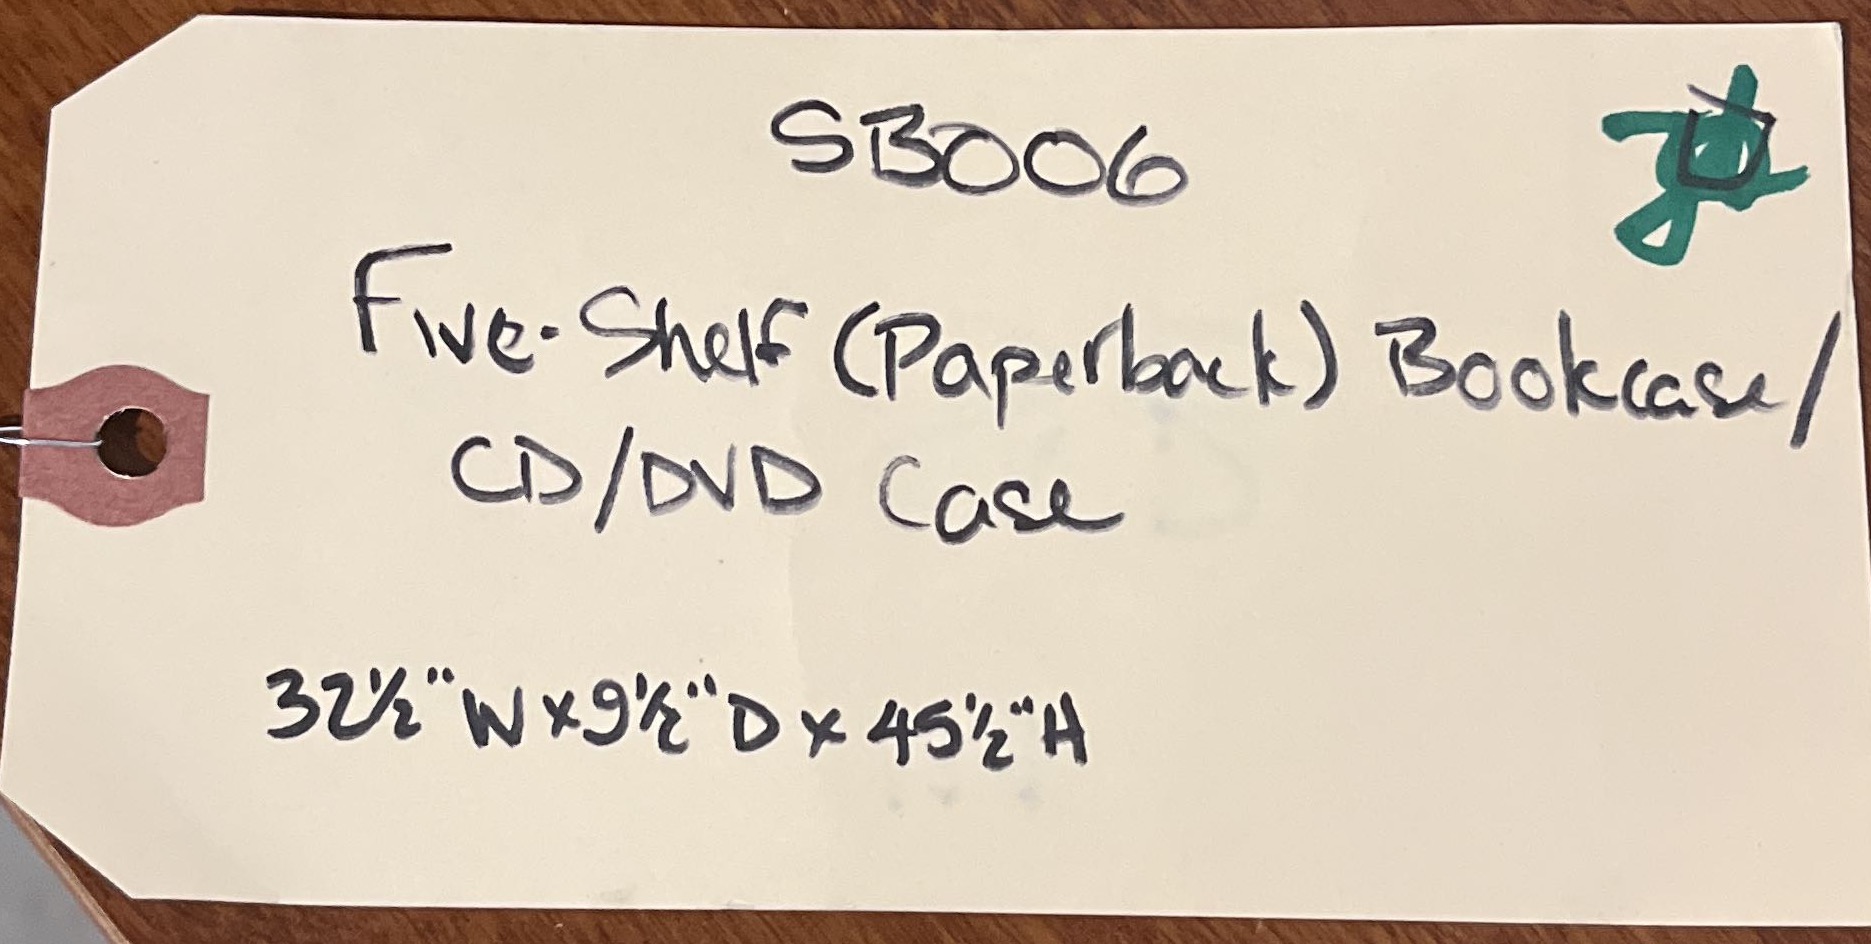 SB006
Five-Shelf (Paperback) Bookcase/
CD/DVD Case
32½" W x 9½" D x 45½" H